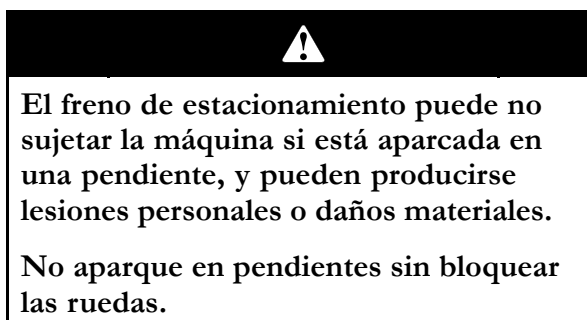 El freno de estacionamiento puede no
sujetar la máquina si está aparcada en
una pendiente, y pueden producirse
lesiones personales o daños materiales.
No aparque en pendientes sin bloquear
las ruedas.